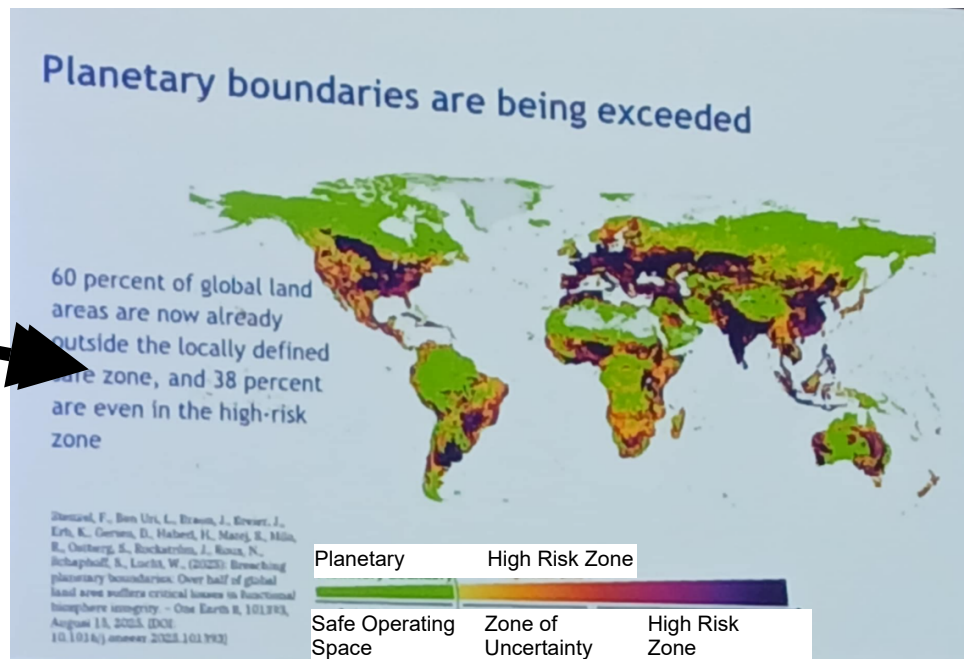 Planetary boundaries are being exceeded
60 percent of global land
areas are now already
outside the locally defined
safe zone, and 38 percent
are even in the high-risk
zone
F., Ben Uri, L., Braun, J., J.,
Erb, K., Gerten, D., Haberl, H., Matej, S.,
S., Rockström, J., Roux, N.,
Schaphoff, S., Lucht, W., (2025): Breaching
planetary boundaries: Over half of global
land area suffers critical losses in functional
biosphere integrity. - One Earth 8, 101393,
August 15, 2025. [DOI:
10.1016/j.oneear.2025.101393]
Planetary High Risk Zone
Safe Operating Zone of High Risk
Space Uncertainty Zone